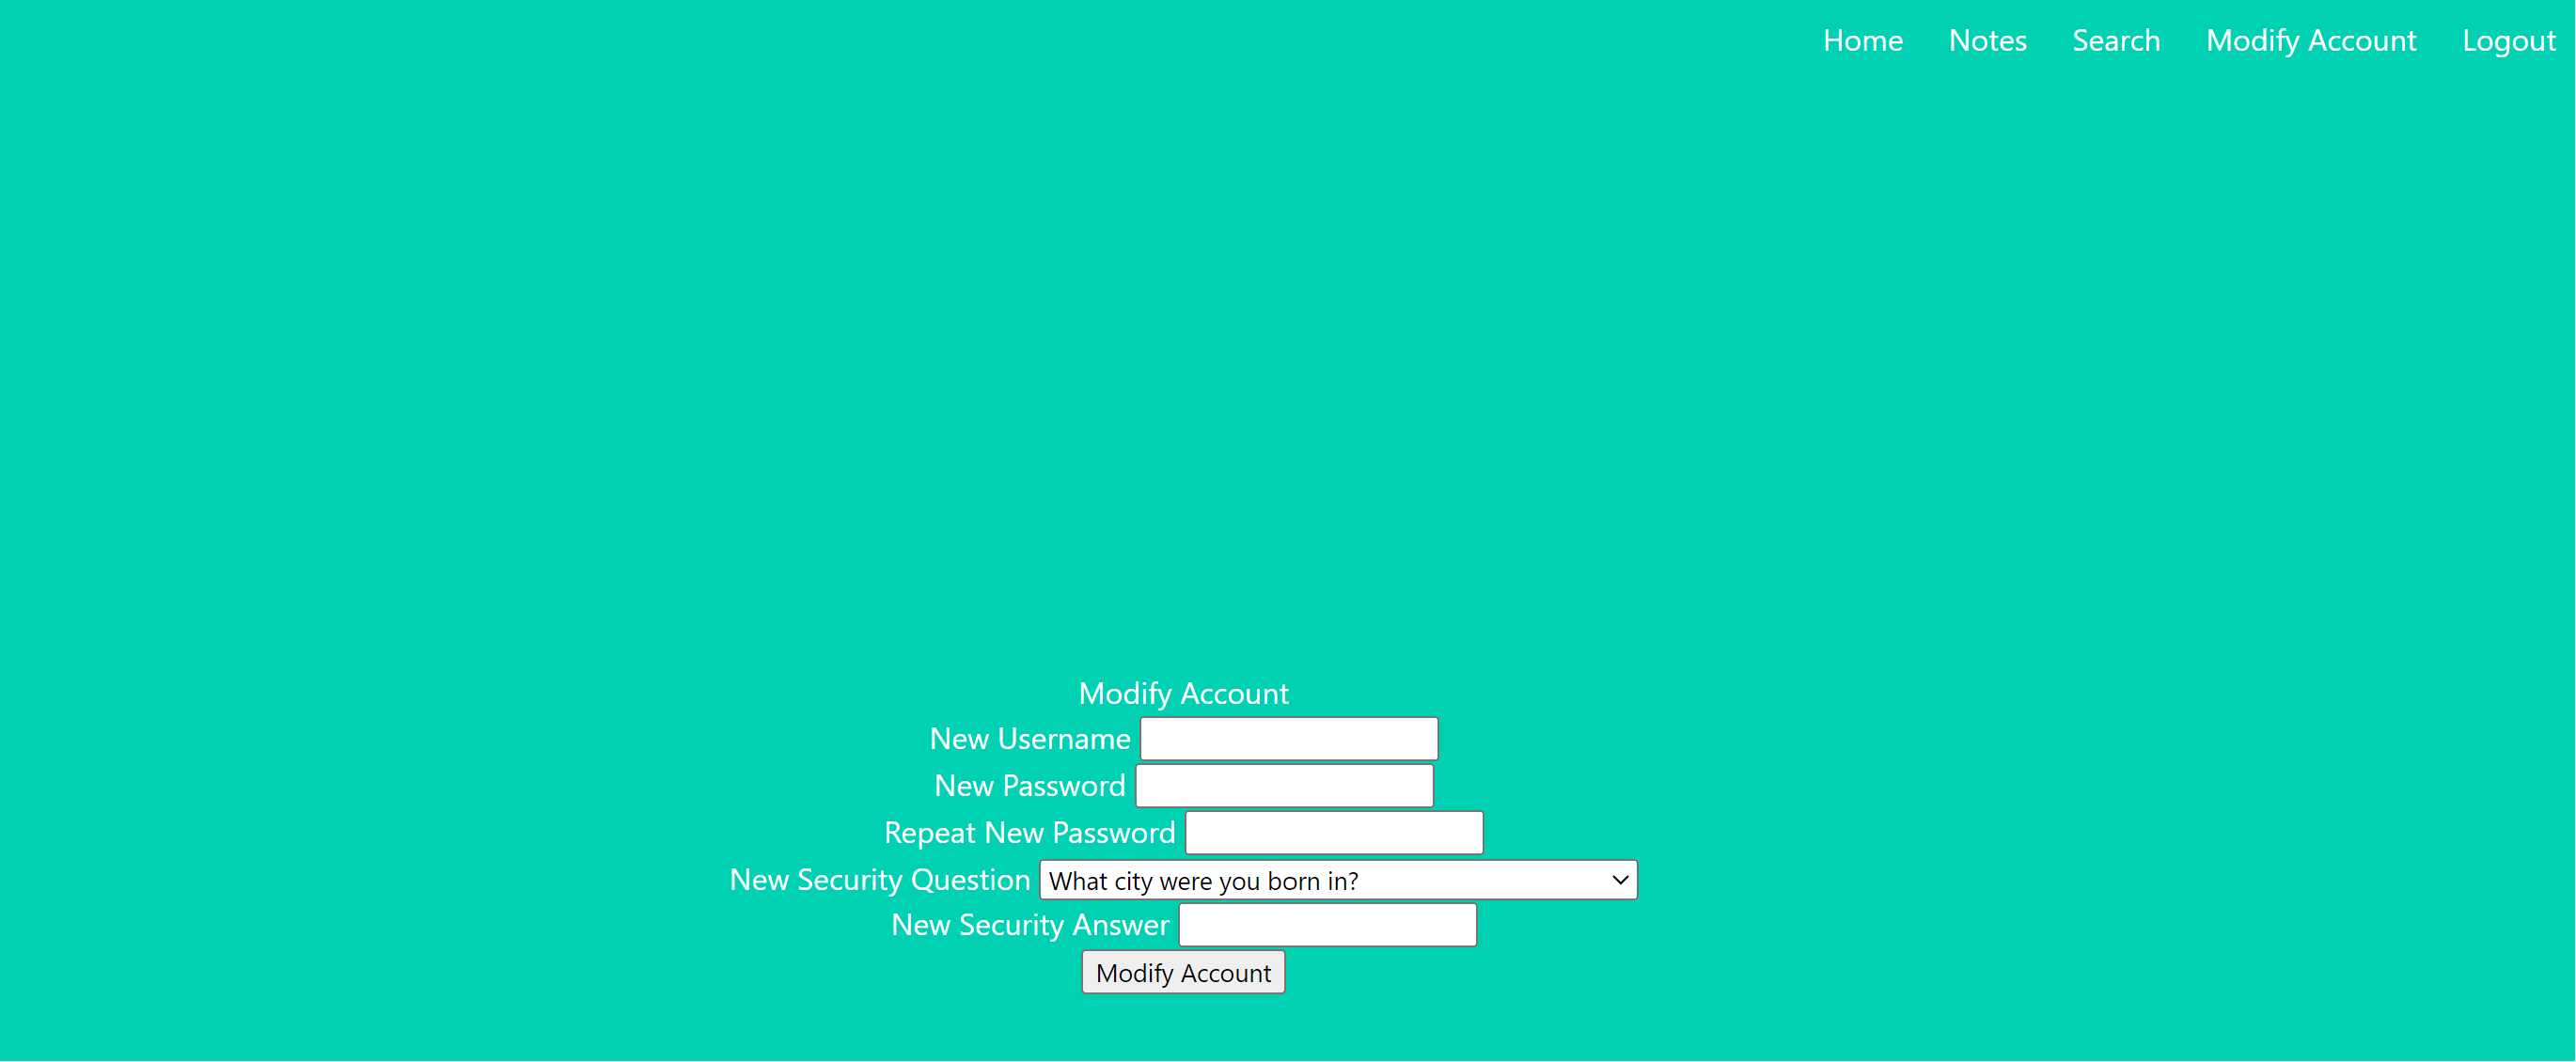 Home Notes Search Modify Account Logout
Modify Account
New Username
New Password
Repeat New Password
New Security Question What city were you born in?
New Security Answer
Modify Account